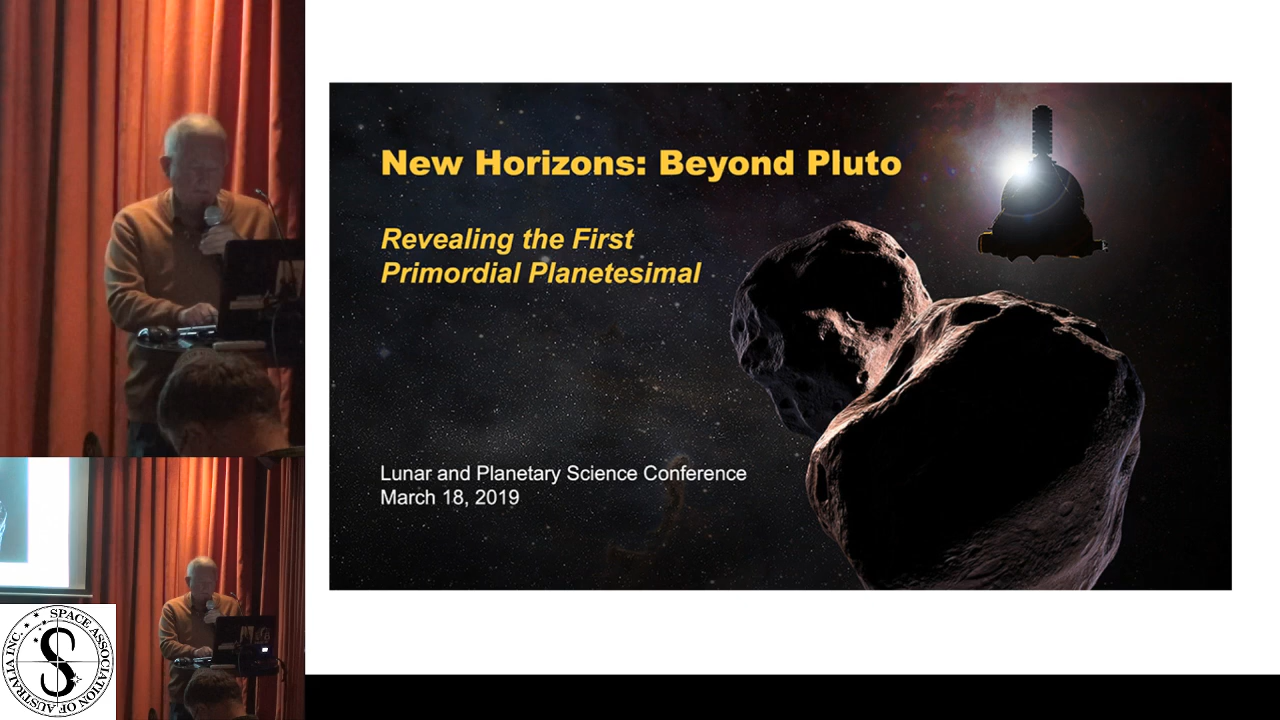 New Horizons: Beyond Pluto
Revealing the First
Primordial Planetesimal
Lunar and Planetary Science Conference
March 18, 2019
SPACE ASSOCIATION OF AUSTRALIA INC.
S